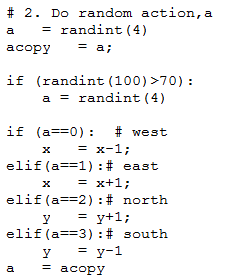 # 2. Do random action,a
a   = randint(4)
acopy   = a;

if (randint(100)>70):
    a = randint(4)

if (a==0):  # west
    x   = x-1;
elif(a==1):# east
    x   = x+1;
elif(a==2):# north
    y   = y+1;
elif(a==3):# south
    y   = y-1
a   = acopy